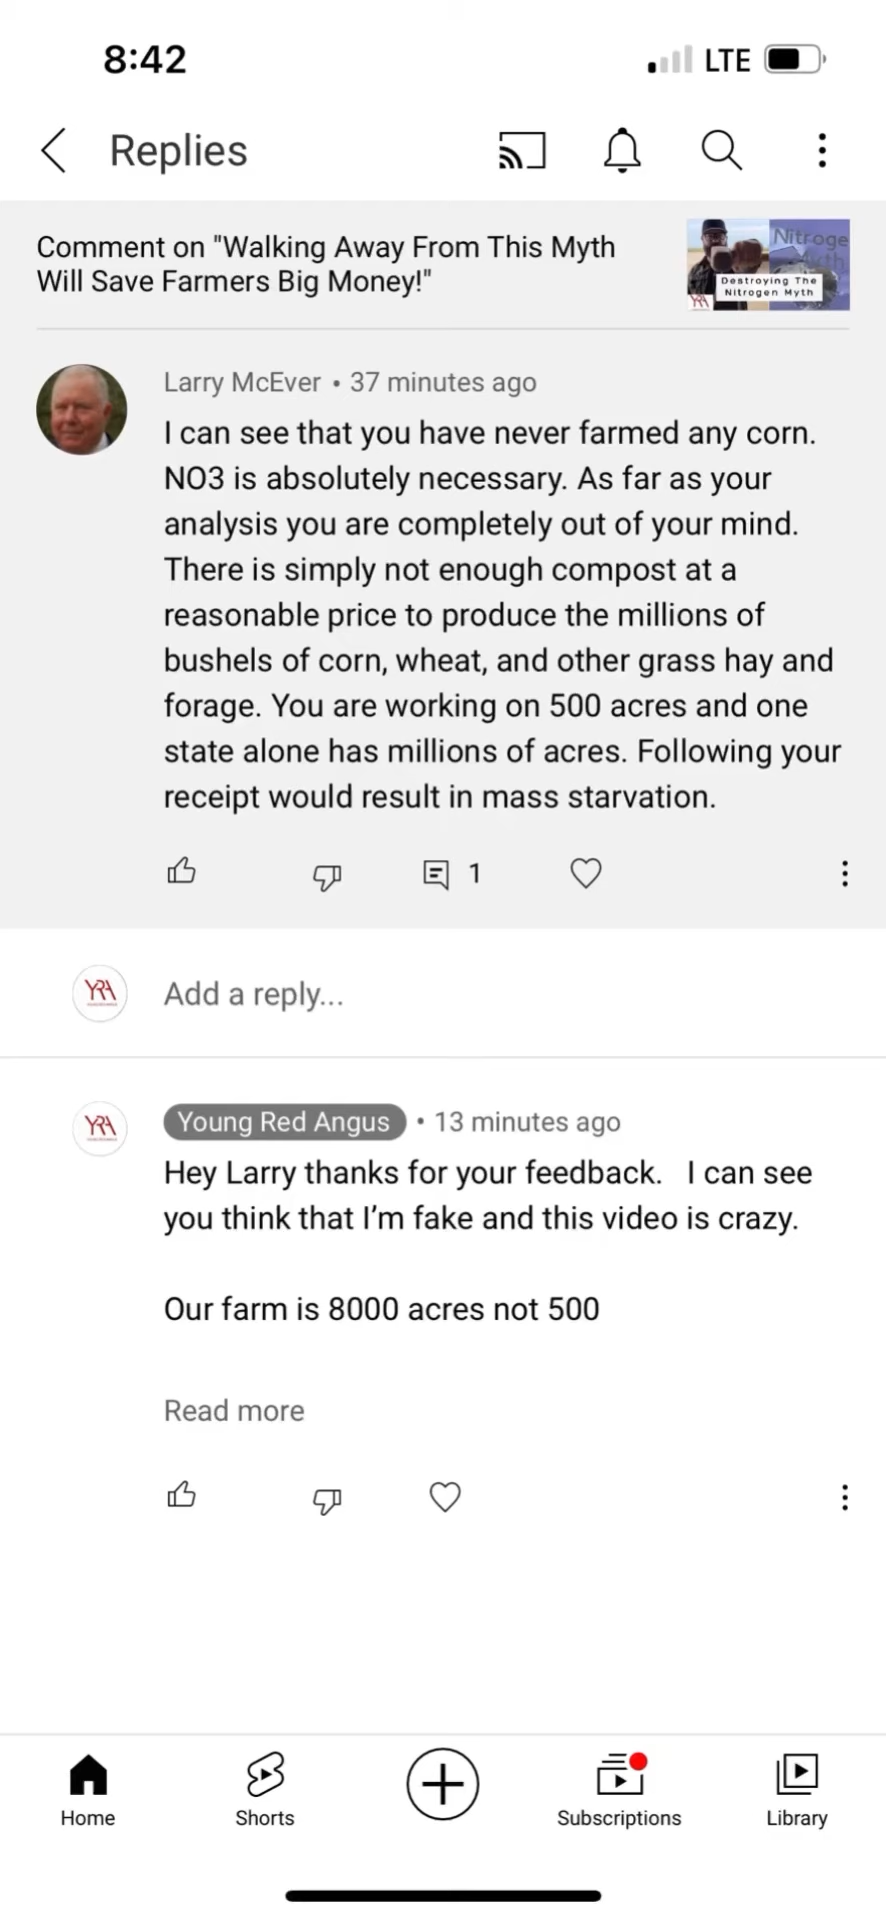 8:42
LTE
Replies
Comment on "Walking Away From This Myth
Will Save Farmers Big Money!"
Nitroge
Myth
Destroying The
Nitrogen Myth
YRA
Larry McEver • 37 minutes ago
I can see that you have never farmed any corn.
NO3 is absolutely necessary. As far as your
analysis you are completely out of your mind.
There is simply not enough compost at a
reasonable price to produce the millions of
bushels of corn, wheat, and other grass hay and
forage. You are working on 500 acres and one
state alone has millions of acres. Following your
receipt would result in mass starvation.
1
YRA
Add a reply...
YRA
Young Red Angus • 13 minutes ago
Hey Larry thanks for your feedback. I can see
you think that I'm fake and this video is crazy.
Our farm is 8000 acres not 500
Read more
Home
Shorts
Subscriptions
Library